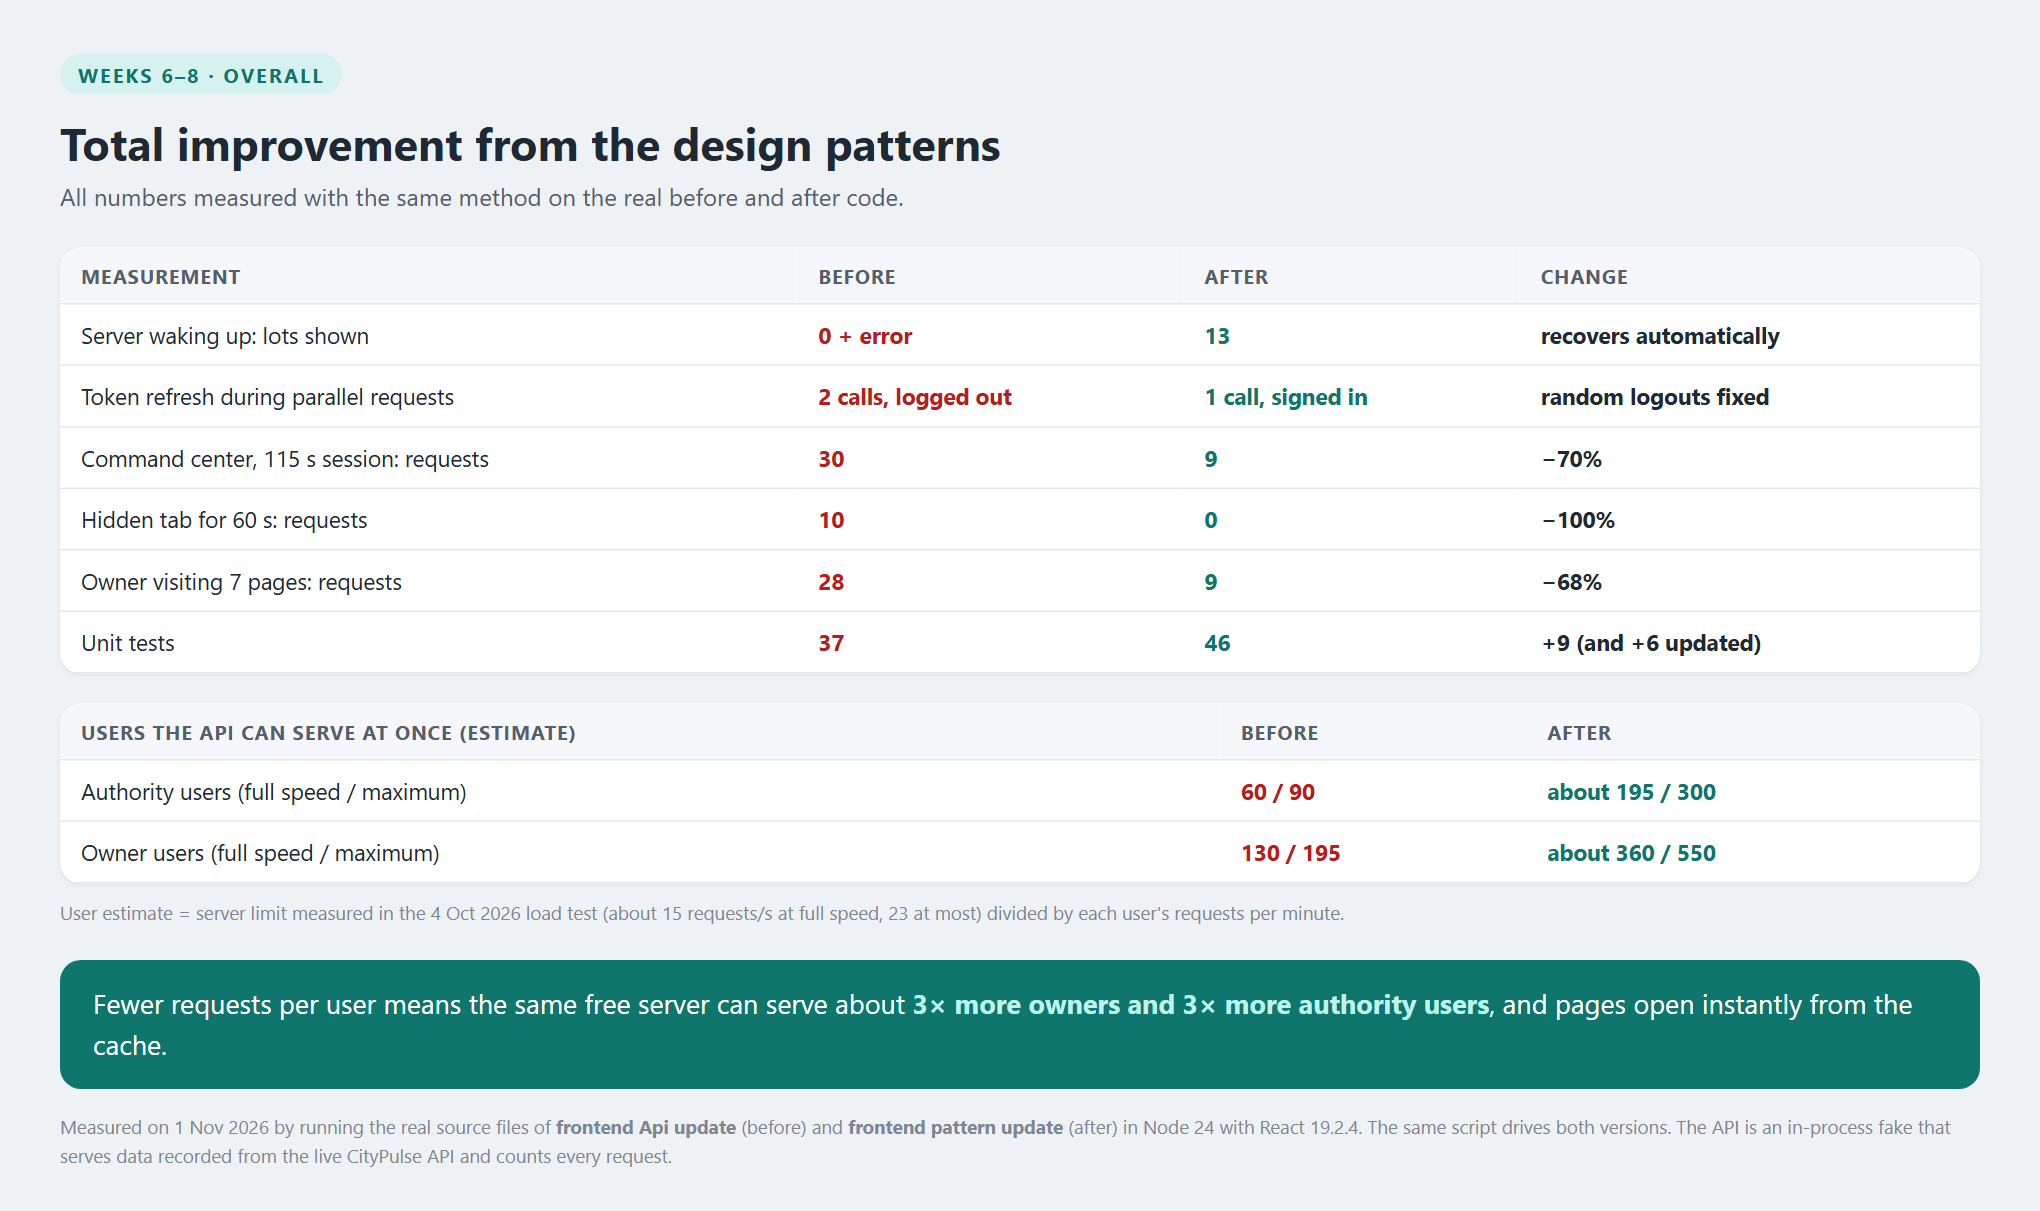 WEEKS 6–8 · OVERALL
Total improvement from the design patterns
All numbers measured with the same method on the real before and after code.
MEASUREMENT BEFORE AFTER CHANGE
Server waking up: lots shown 0 + error 13 recovers automatically
Token refresh during parallel requests 2 calls, logged out 1 call, signed in random logouts fixed
Command center, 115 s session: requests 30 9 −70%
Hidden tab for 60 s: requests 10 0 −100%
Owner visiting 7 pages: requests 28 9 −68%
Unit tests 37 46 +9 (and +6 updated)
USERS THE API CAN SERVE AT ONCE (ESTIMATE) BEFORE AFTER
Authority users (full speed / maximum) 60 / 90 about 195 / 300
Owner users (full speed / maximum) 130 / 195 about 360 / 550
User estimate = server limit measured in the 4 Oct 2026 load test (about 15 requests/s at full speed, 23 at most) divided by each user's requests per minute.
Fewer requests per user means the same free server can serve about 3× more owners and 3× more authority users, and pages open instantly from the
cache.
Measured on 1 Nov 2026 by running the real source files of frontend Api update (before) and frontend pattern update (after) in Node 24 with React 19.2.4. The same script drives both versions. The API is an in-process fake that
serves data recorded from the live CityPulse API and counts every request.